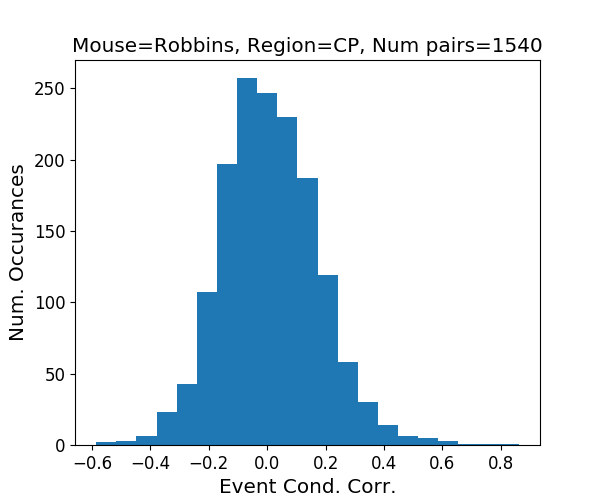 Mouse=Robbins, Region=CP, Num pairs=1540
Num. Occurances
250
200
150
100
50
0
−0.6 −0.4 −0.2 0.0 0.2 0.4 0.6 0.8
Event Cond. Corr.